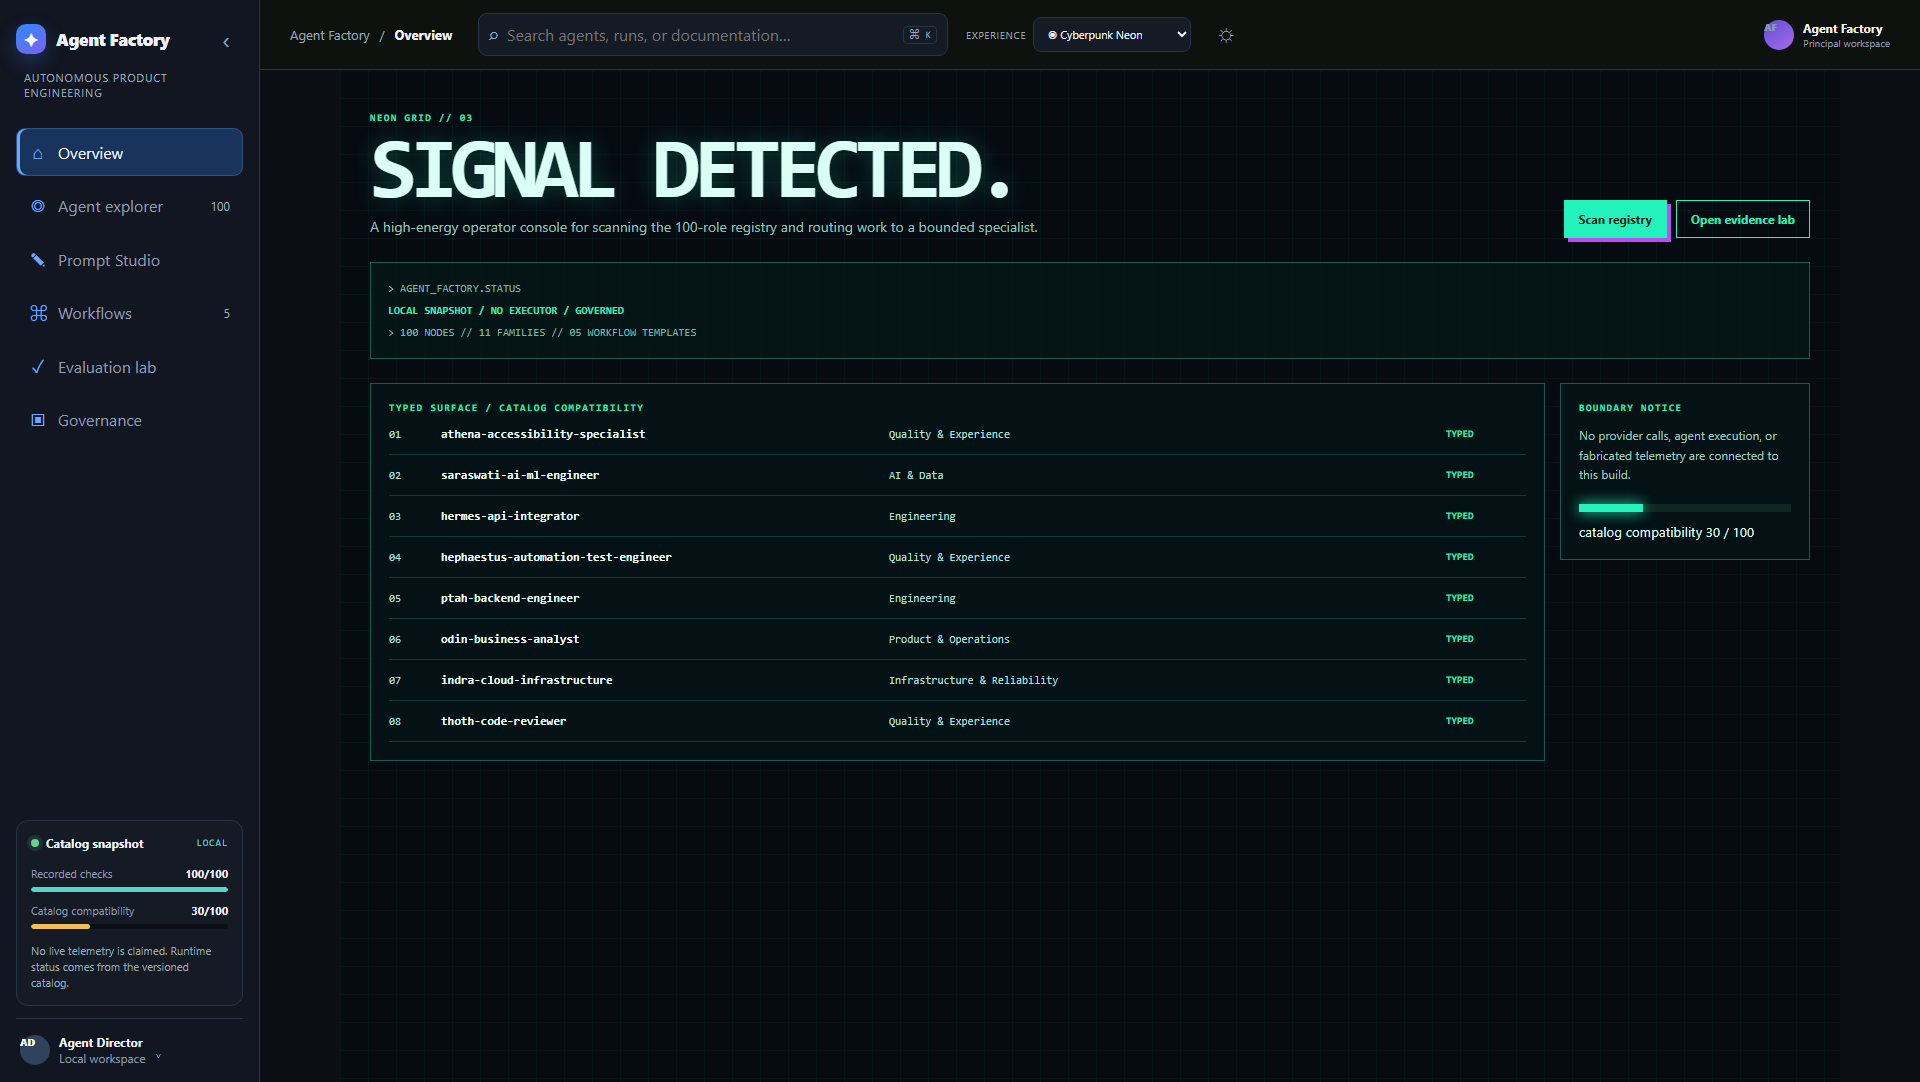 Agent Factory
AUTONOMOUS PRODUCT
ENGINEERING
Overview
Agent explorer 100
Prompt Studio
Workflows 5
Evaluation lab
Governance
Catalog snapshot LOCAL
Recorded checks 100/100
Catalog compatibility 30/100
No live telemetry is claimed. Runtime
status comes from the versioned
catalog.
AD
Agent Director
Local workspace
Agent Factory / Overview
Search agents, runs, or documentation... ⌘ K
EXPERIENCE
Cyberpunk Neon
AF
Agent Factory
Principal workspace
NEON GRID // 03
SIGNAL DETECTED.
A high-energy operator console for scanning the 100-role registry and routing work to a bounded specialist.
Scan registry
Open evidence lab
> AGENT_FACTORY.STATUS
LOCAL SNAPSHOT / NO EXECUTOR / GOVERNED
> 100 NODES // 11 FAMILIES // 05 WORKFLOW TEMPLATES
TYPED SURFACE / CATALOG COMPATIBILITY
01 athena-accessibility-specialist Quality & Experience TYPED
02 saraswati-ai-ml-engineer AI & Data TYPED
03 hermes-api-integrator Engineering TYPED
04 hephaestus-automation-test-engineer Quality & Experience TYPED
05 ptah-backend-engineer Engineering TYPED
06 odin-business-analyst Product & Operations TYPED
07 indra-cloud-infrastructure Infrastructure & Reliability TYPED
08 thoth-code-reviewer Quality & Experience TYPED
BOUNDARY NOTICE
No provider calls, agent execution, or
fabricated telemetry are connected to
this build.
catalog compatibility 30 / 100